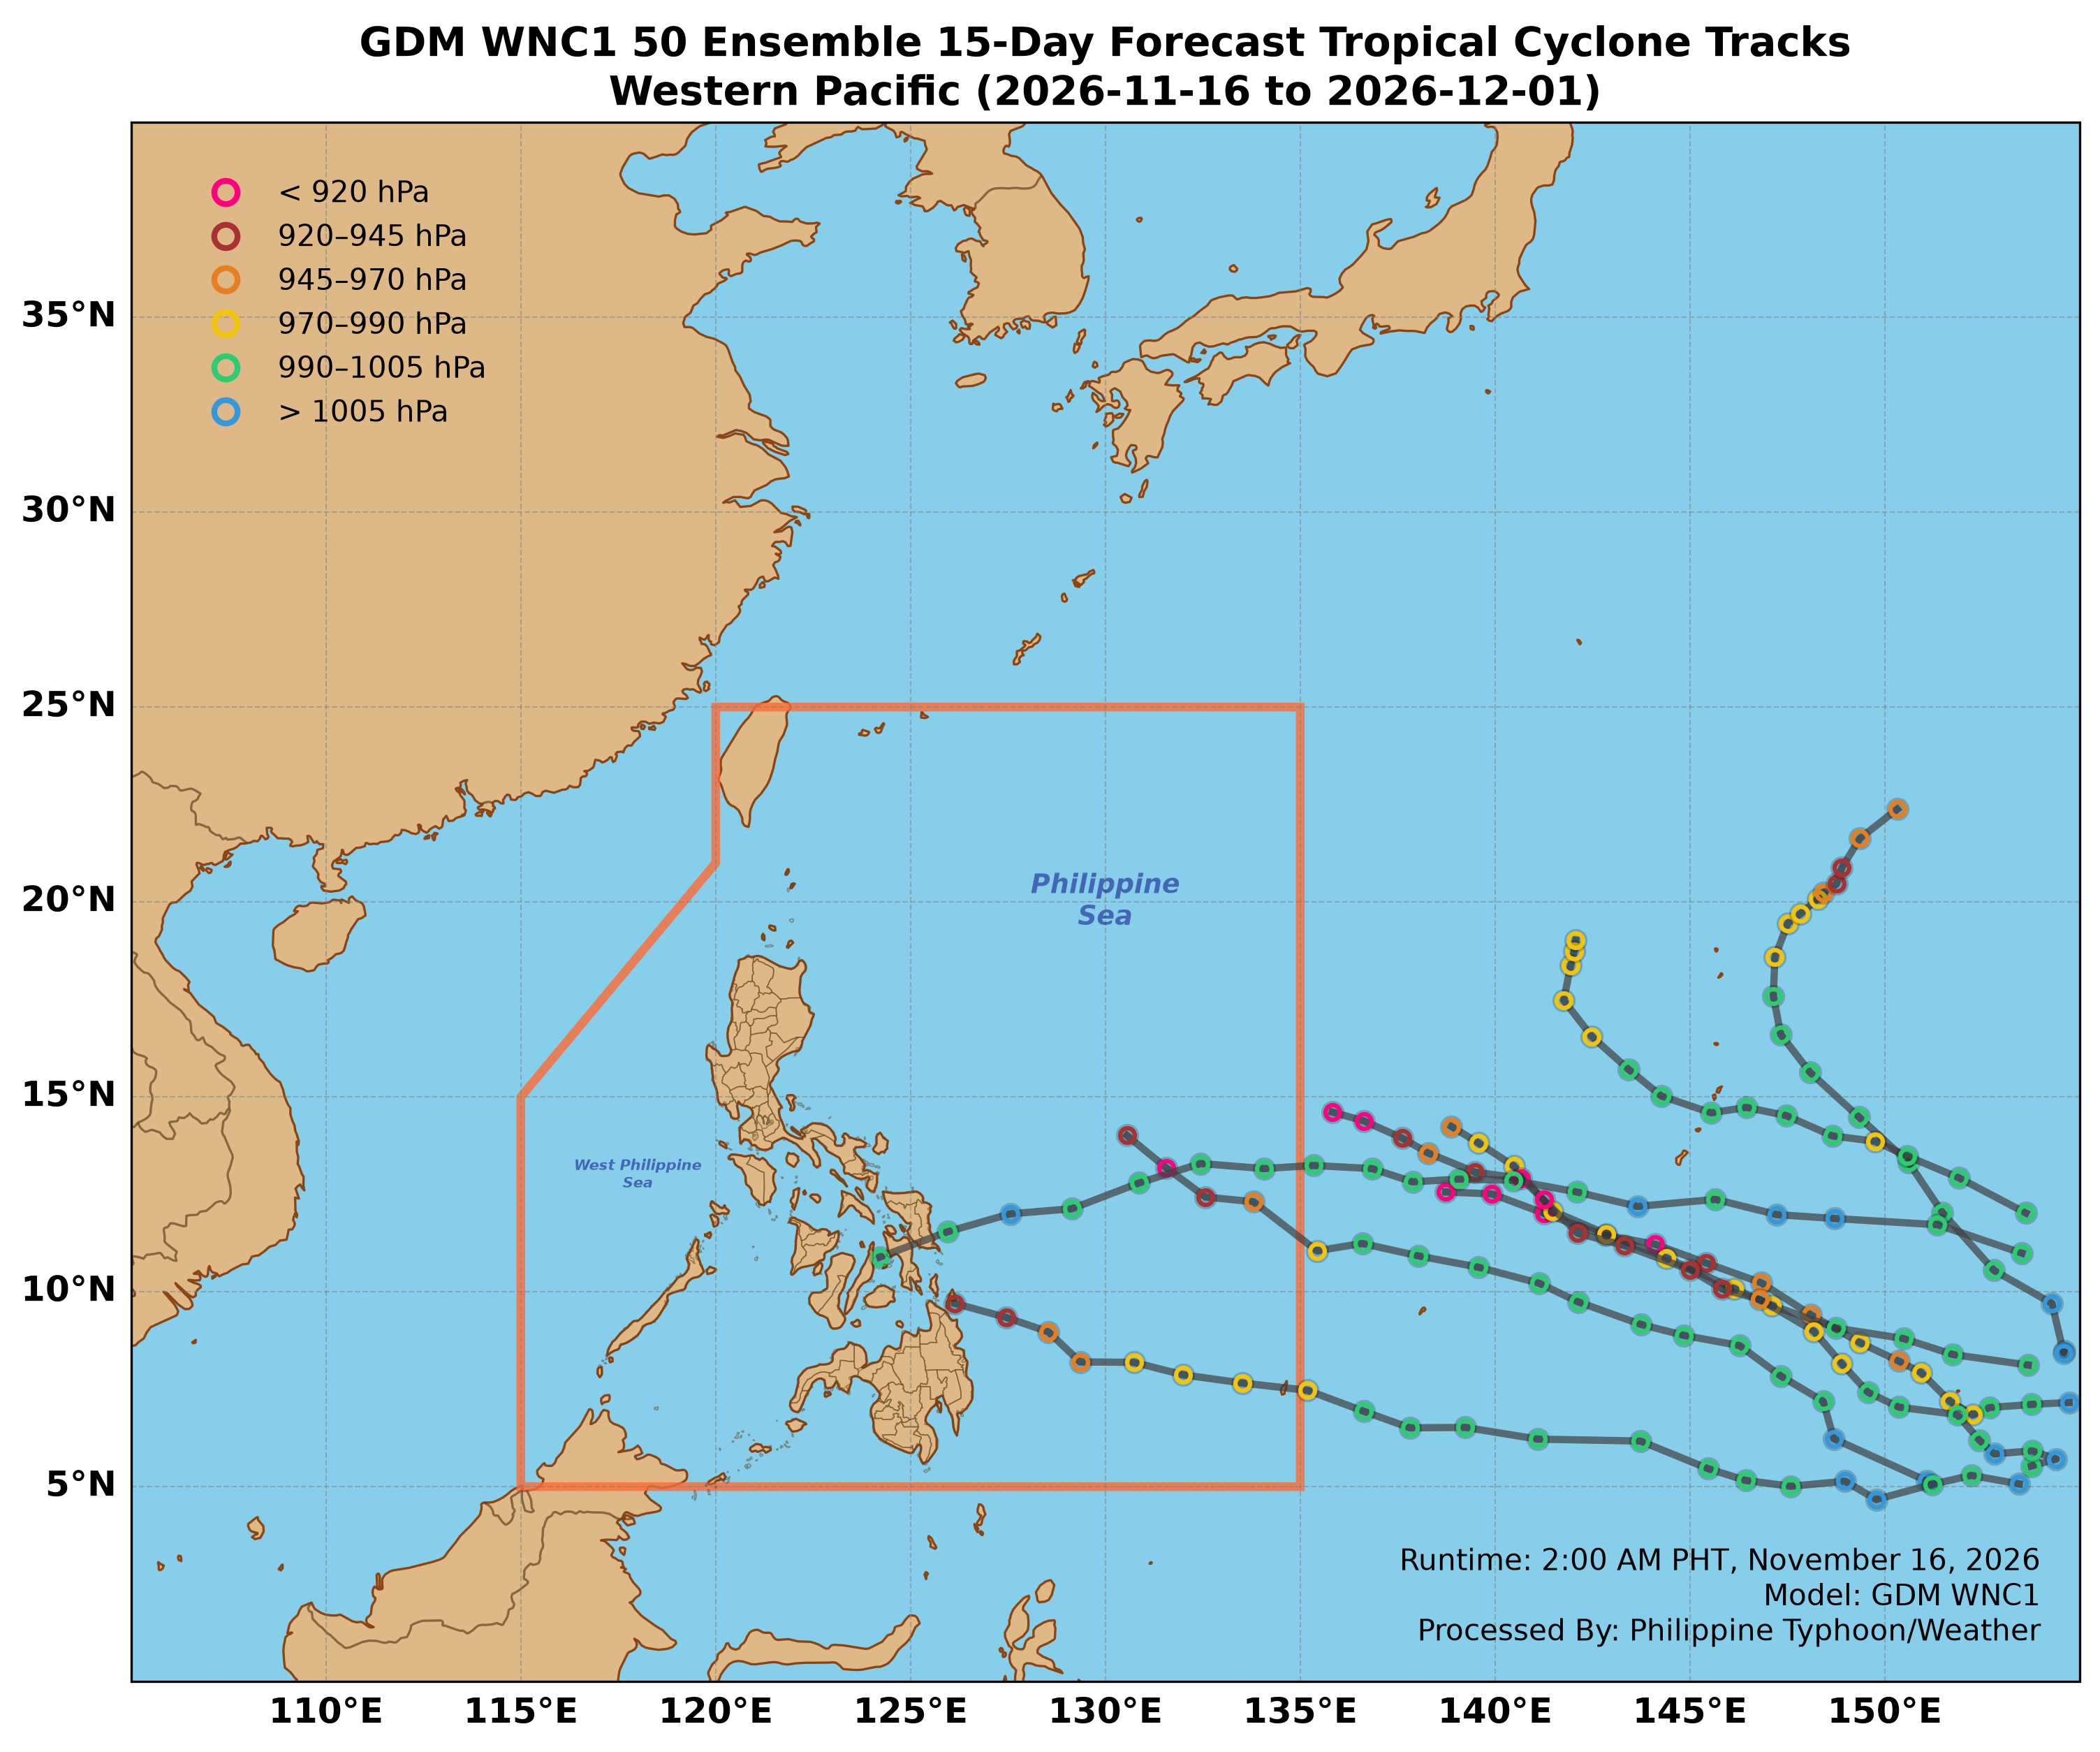 GDM WNC1 50 Ensemble 15-Day Forecast Tropical Cyclone Tracks
Western Pacific (2026-11-16 to 2026-12-01)
< 920 hPa
920–945 hPa
945–970 hPa
970–990 hPa
990–1005 hPa
> 1005 hPa
35°N
30°N
25°N
20°N
15°N
10°N
5°N
Philippine
Sea
West Philippine
Sea
Runtime: 2:00 AM PHT, November 16, 2026
Model: GDM WNC1
Processed By: Philippine Typhoon/Weather
110°E
115°E
120°E
125°E
130°E
135°E
140°E
145°E
150°E